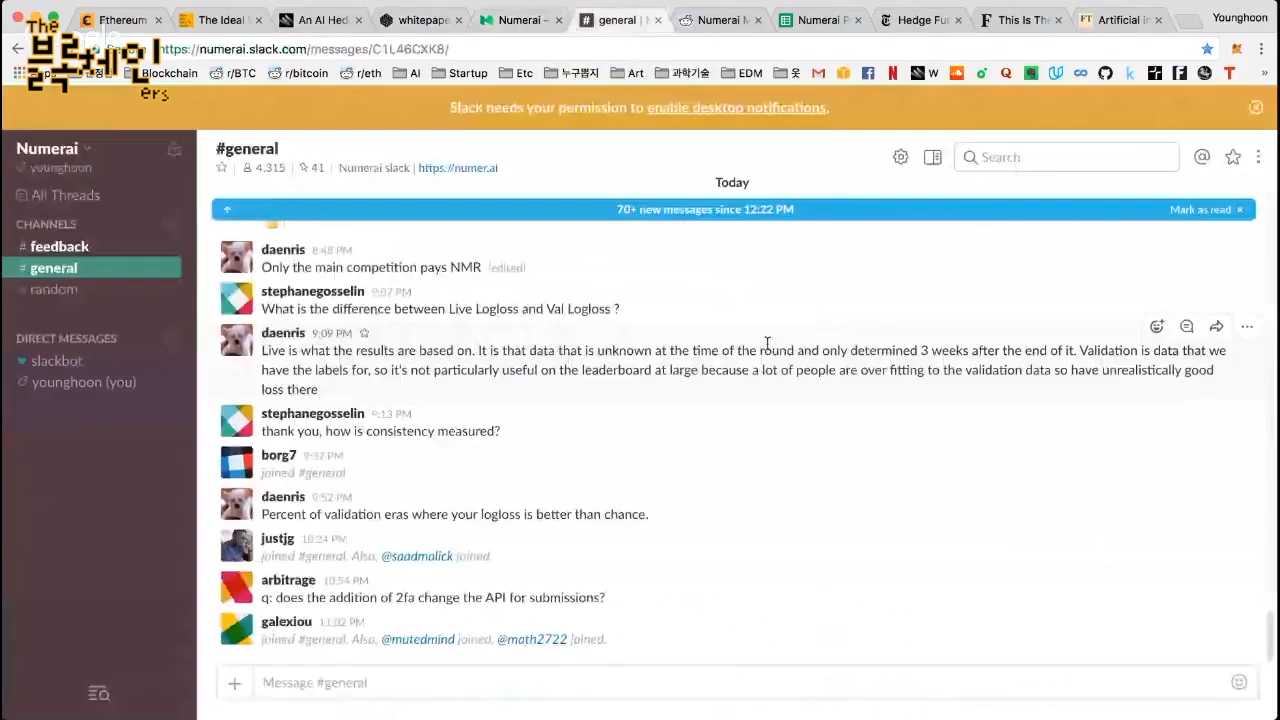 The
블록체인
ers
Ethereum
The Ideal
An AI Hed
whitepape
Numerai –
general | N
Numerai
Numerai P
Hedge Fu
This Is Th
Artificial in
Younghoon
https://numerai.slack.com/messages/C1L46CXK8/
Blockchain
r/BTC
r/bitcoin
r/eth
AI
Startup
Etc
누구뽑지
Art
과학기술
EDM
옷
W
Slack needs your permission to enable desktop notifications.
Numerai
younghoon
All Threads
CHANNELS
# feedback
# general
# random
DIRECT MESSAGES
slackbot
younghoon (you)
#general
4,315 | 41 | Numerai slack | https://numer.ai
Search
Today
70+ new messages since 12:22 PM
Mark as read
daenris 8:48 PM
Only the main competition pays NMR (edited)
stephanegosselin 9:07 PM
What is the difference between Live Logloss and Val Logloss ?
daenris 9:09 PM
Live is what the results are based on. It is that data that is unknown at the time of the round and only determined 3 weeks after the end of it. Validation is data that we
have the labels for, so it's not particularly useful on the leaderboard at large because a lot of people are over fitting to the validation data so have unrealistically good
loss there
stephanegosselin 9:13 PM
thank you, how is consistency measured?
borg7 9:37 PM
joined #general
daenris 9:52 PM
Percent of validation eras where your logloss is better than chance.
justjg 10:24 PM
joined #general. Also, @saadmalick joined.
arbitrage 10:54 PM
q: does the addition of 2fa change the API for submissions?
galexiou 11:02 PM
joined #general. Also, @mutedmind joined, @math2722 joined.
Message #general